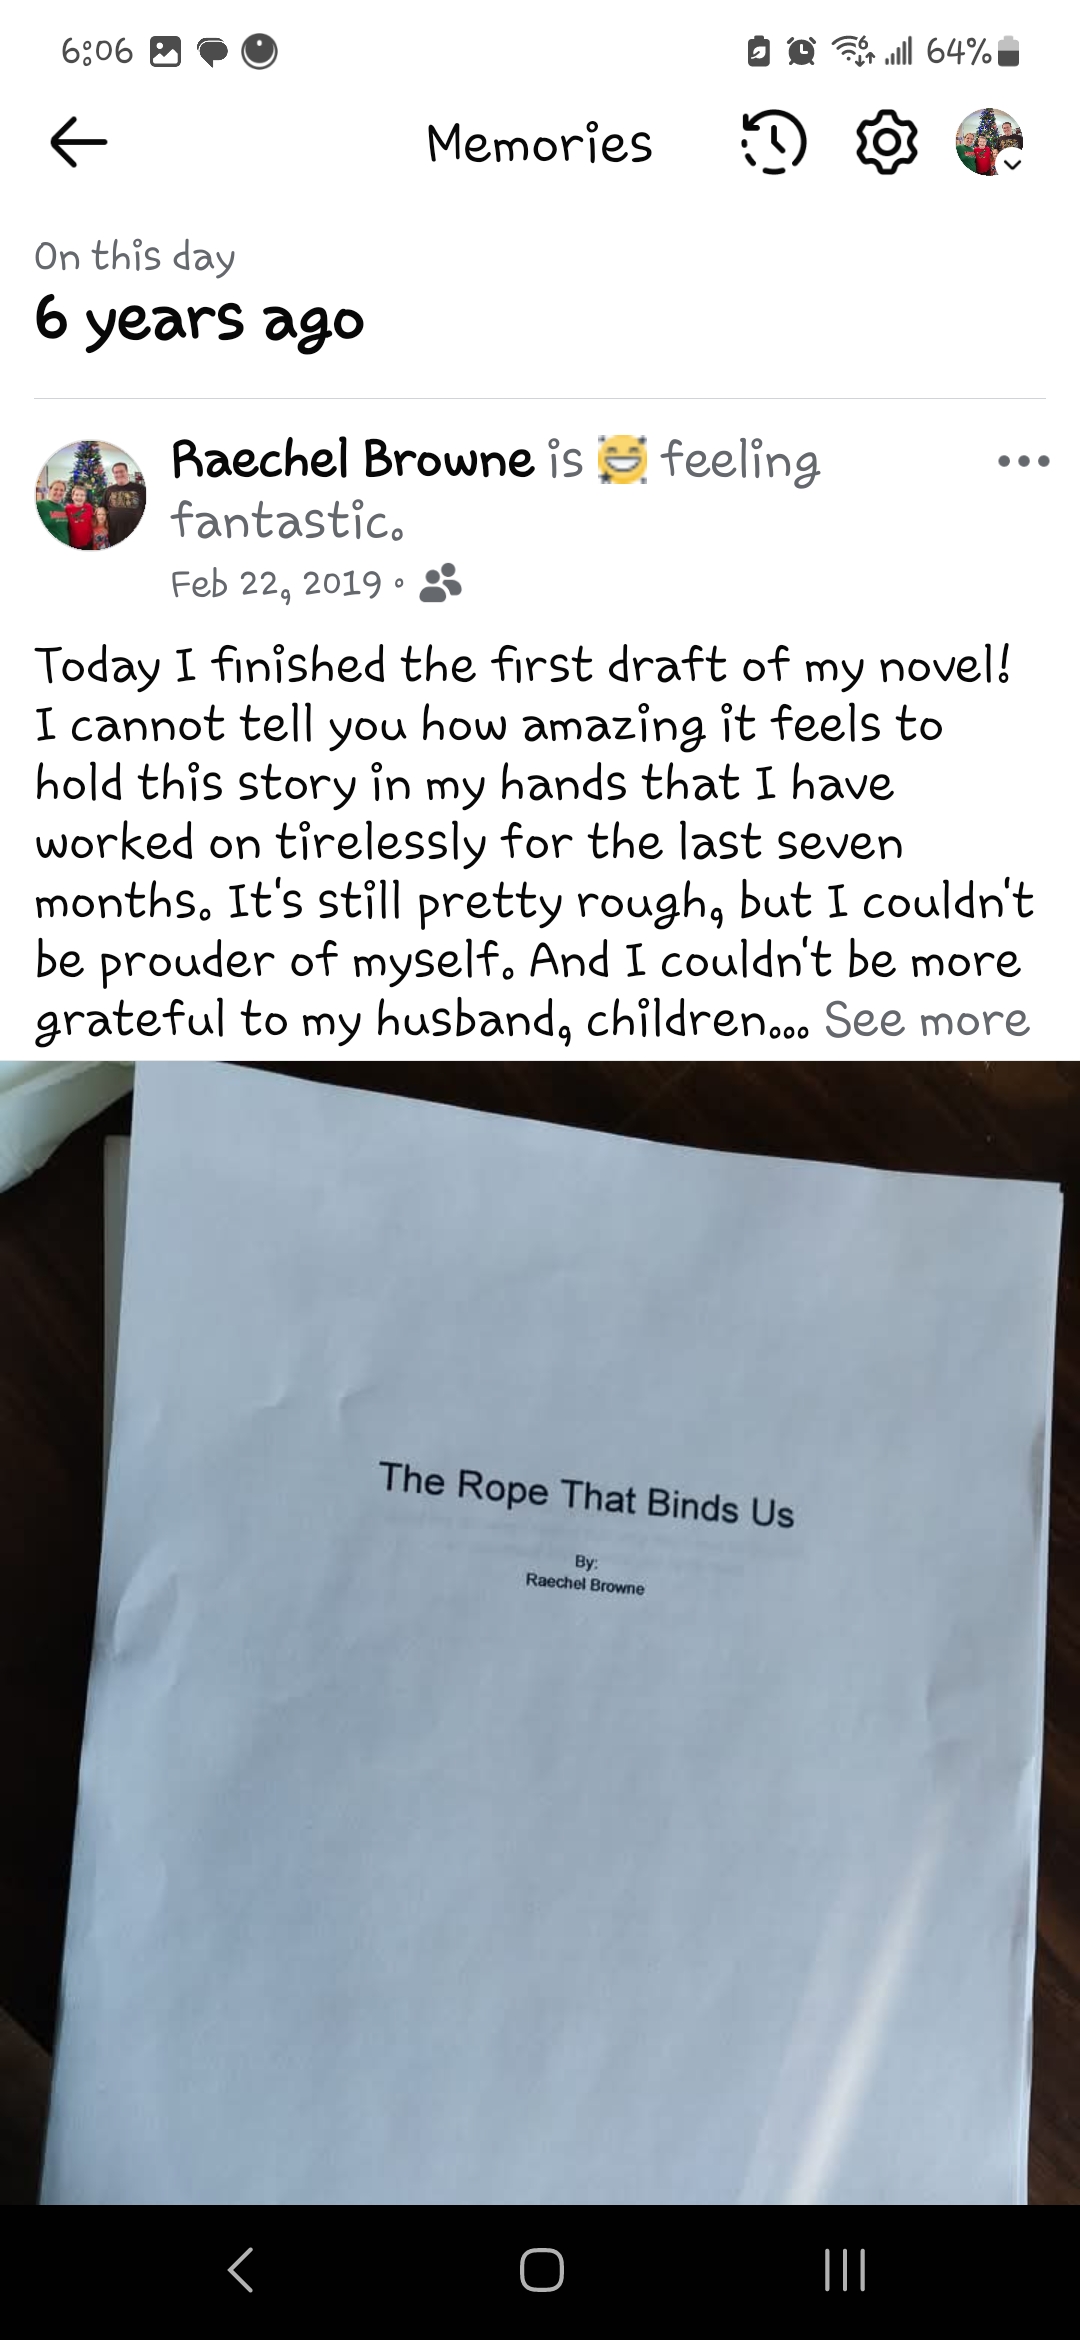 6:06 64%
Memories
On this day
6 years ago
Raechel Browne is 🤩 feeling
fantastic.
Feb 22, 2019 •
Today I finished the first draft of my novel!
I cannot tell you how amazing it feels to
hold this story in my hands that I have
worked on tirelessly for the last seven
months. It's still pretty rough, but I couldn't
be prouder of myself. And I couldn't be more
grateful to my husband, children... See more
The Rope That Binds Us
By:
Raechel Browne